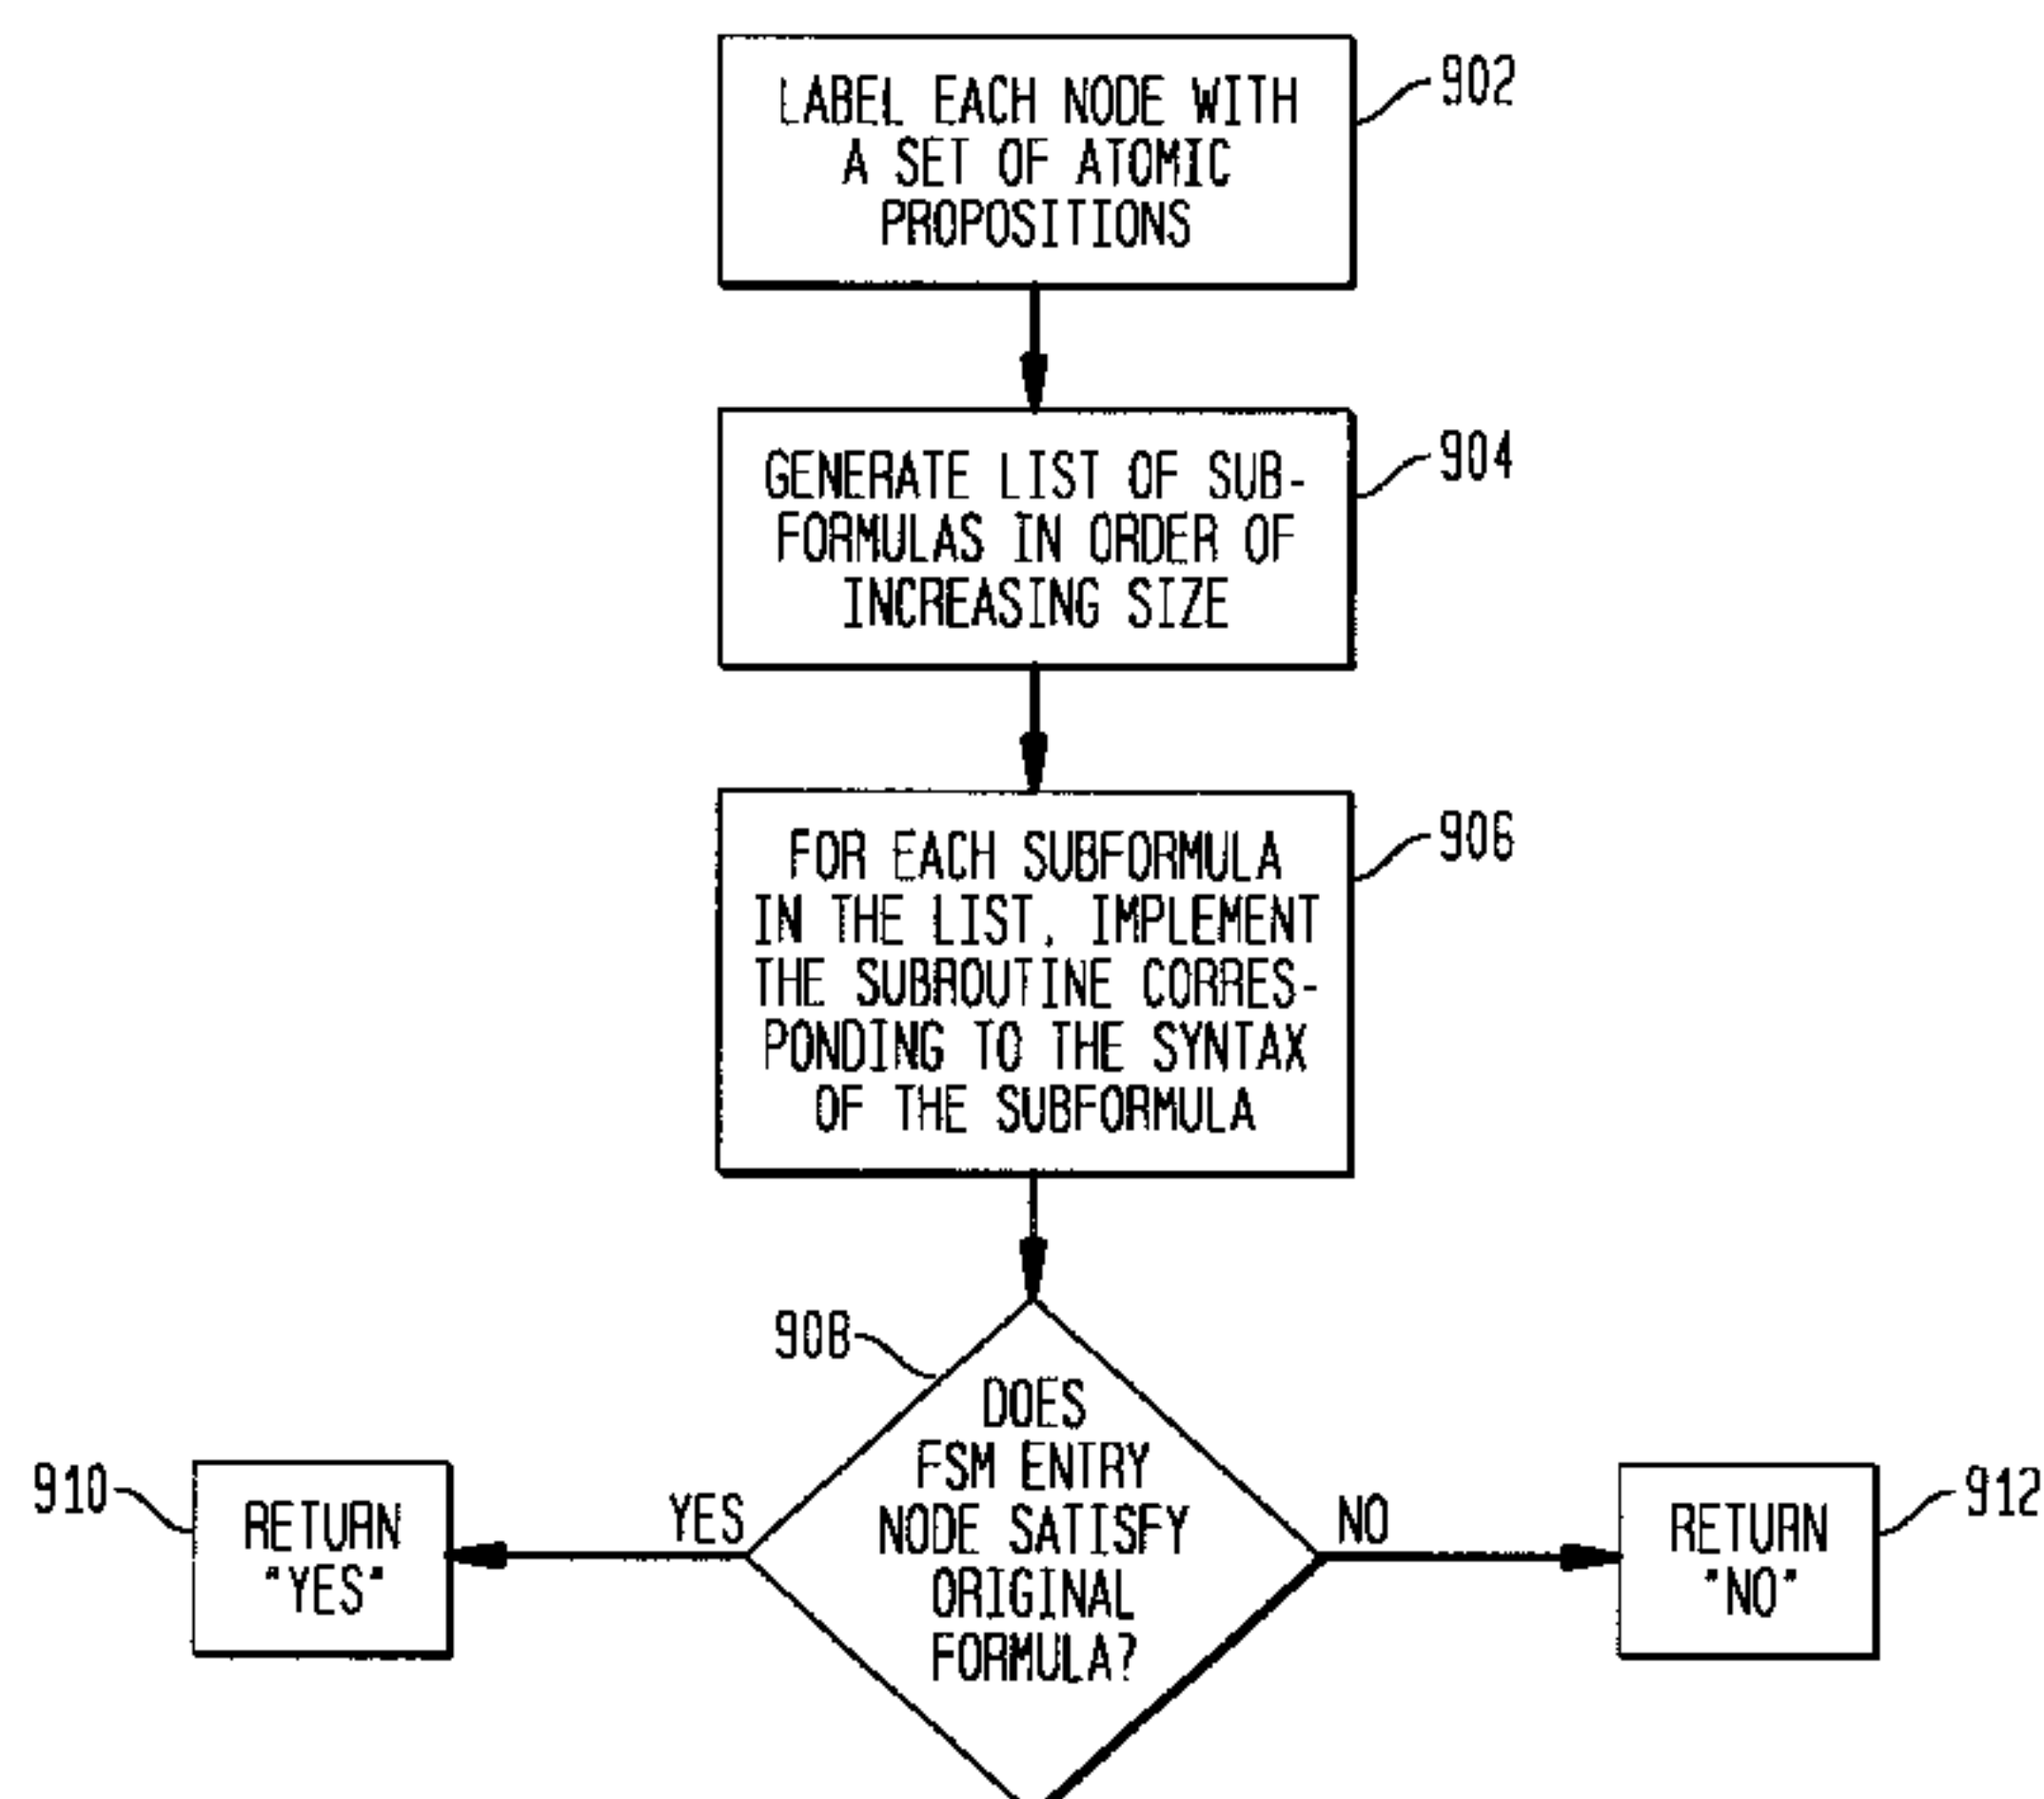 LABEL EACH NODE WITH
A SET OF ATOMIC
PROPOSITIONS
902
GENERATE LIST OF SUB-
FORMULAS IN ORDER OF
INCREASING SIZE
904
FOR EACH SUBFORMULA
IN THE LIST, IMPLEMENT
THE SUBROUTINE CORRES-
PONDING TO THE SYNTAX
OF THE SUBFORMULA
906
908
DOES
FSM ENTRY
NODE SATISFY
ORIGINAL
FORMULA?
YES
NO
910
RETURN
"YES"
RETURN
"NO"
912